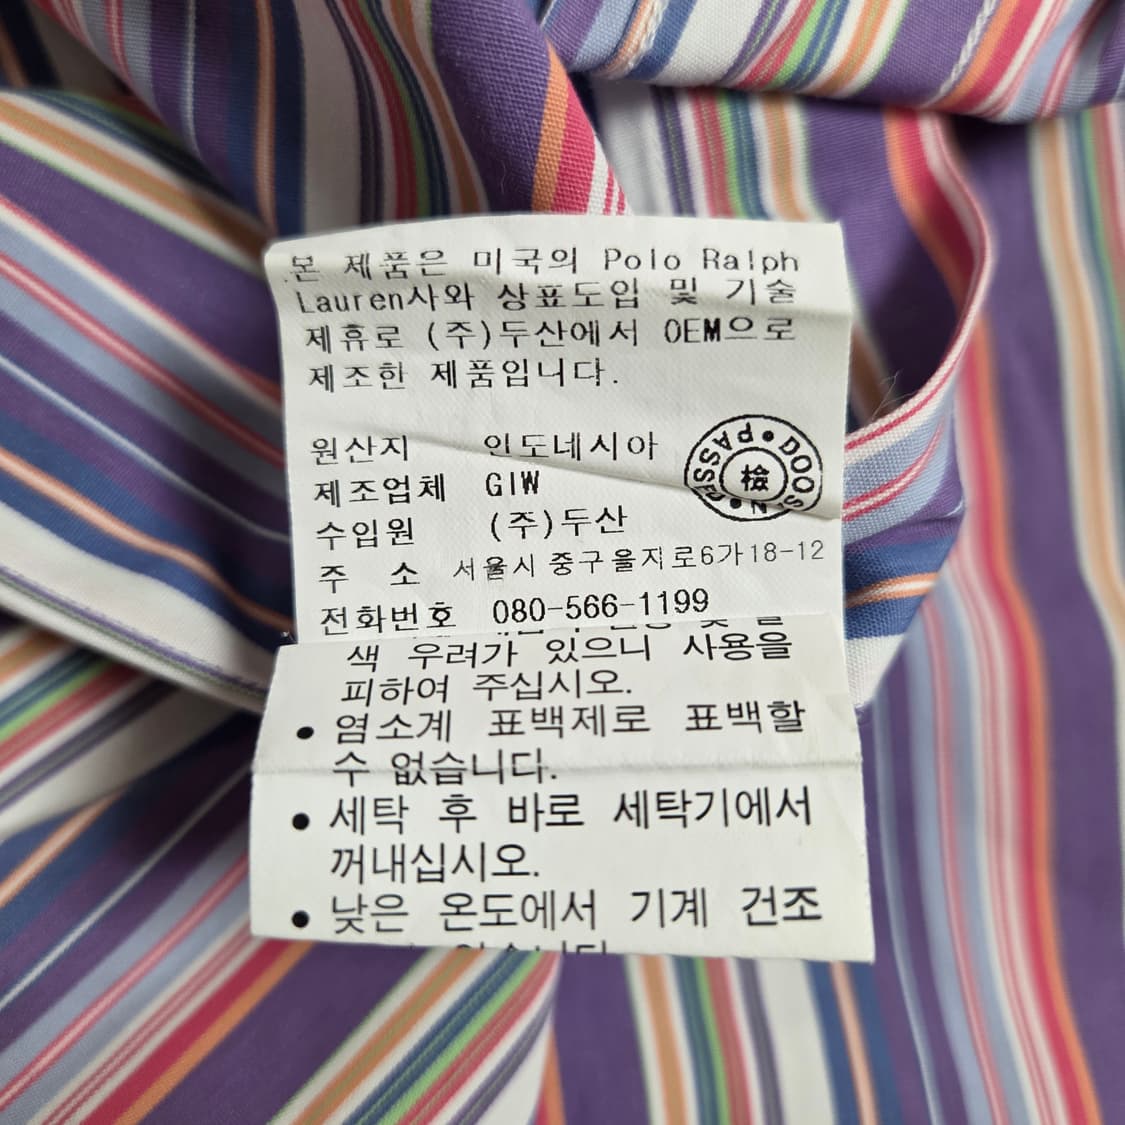 본 제품은 미국의 Polo Ralph
Lauren사와 상표도입 및 기술
제휴로 (주)두산에서 OEM으로
제조한 제품입니다.
원산지 인도네시아
제조업체 GIW
수입원 (주)두산
주 소 서울시 중구 을지로6가18-12
전화번호 080-566-1199
PASSED • DOOSAN •
檢
색 우려가 있으니 사용을
피하여 주십시오.
• 염소계 표백제로 표백할
수 없습니다.
• 세탁 후 바로 세탁기에서
꺼내십시오.
• 낮은 온도에서 기계 건조